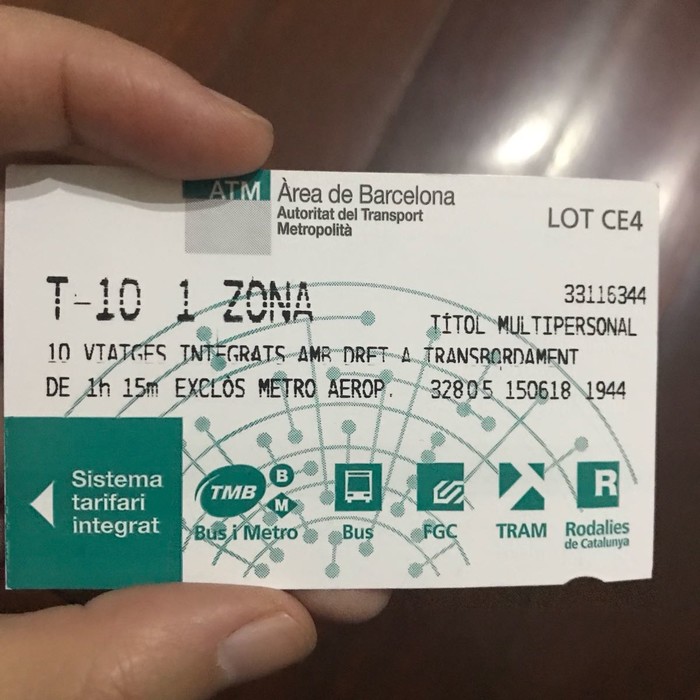 ATM Àrea de Barcelona
Autoritat del Transport
Metropolità
LOT CE4
T-10 1 ZONA
33116344
TÍTOL MULTIPERSONAL
10 VIATGES INTEGRATS AMB DRET A TRANSBORDAMENT
DE 1h 15m EXCLÒS METRO AEROP. 32805 150618 1944
Sistema
tarifari
integrat
TMB B M
R
Bus i Metro Bus FGC TRAM Rodalies
de Catalunya